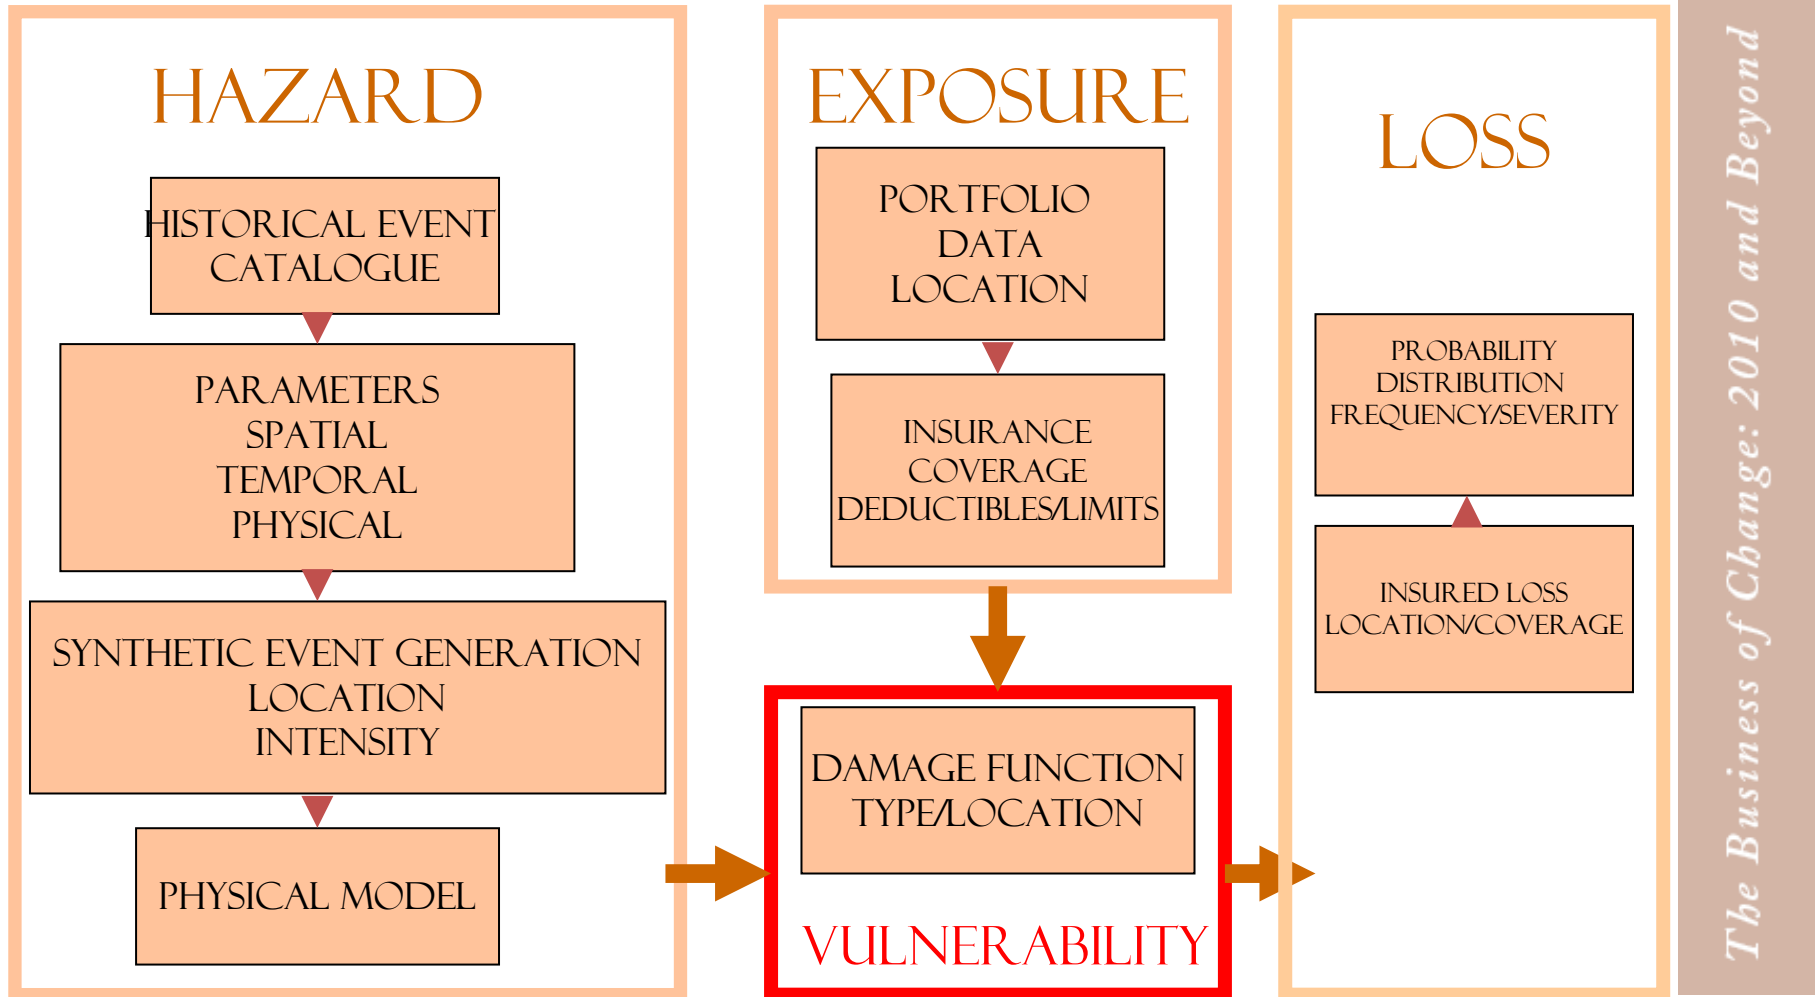 HAZARD
HISTORICAL EVENT
CATALOGUE
PARAMETERS
SPATIAL
TEMPORAL
PHYSICAL
SYNTHETIC EVENT GENERATION
LOCATION
INTENSITY
PHYSICAL MODEL
EXPOSURE
PORTFOLIO
DATA
LOCATION
INSURANCE
COVERAGE
DEDUCTIBLES/LIMITS
DAMAGE FUNCTION
TYPE/LOCATION
VULNERABILITY
LOSS
PROBABILITY
DISTRIBUTION
FREQUENCY/SEVERITY
INSURED LOSS
LOCATION/COVERAGE
The Business of Change: 2010 and Beyond